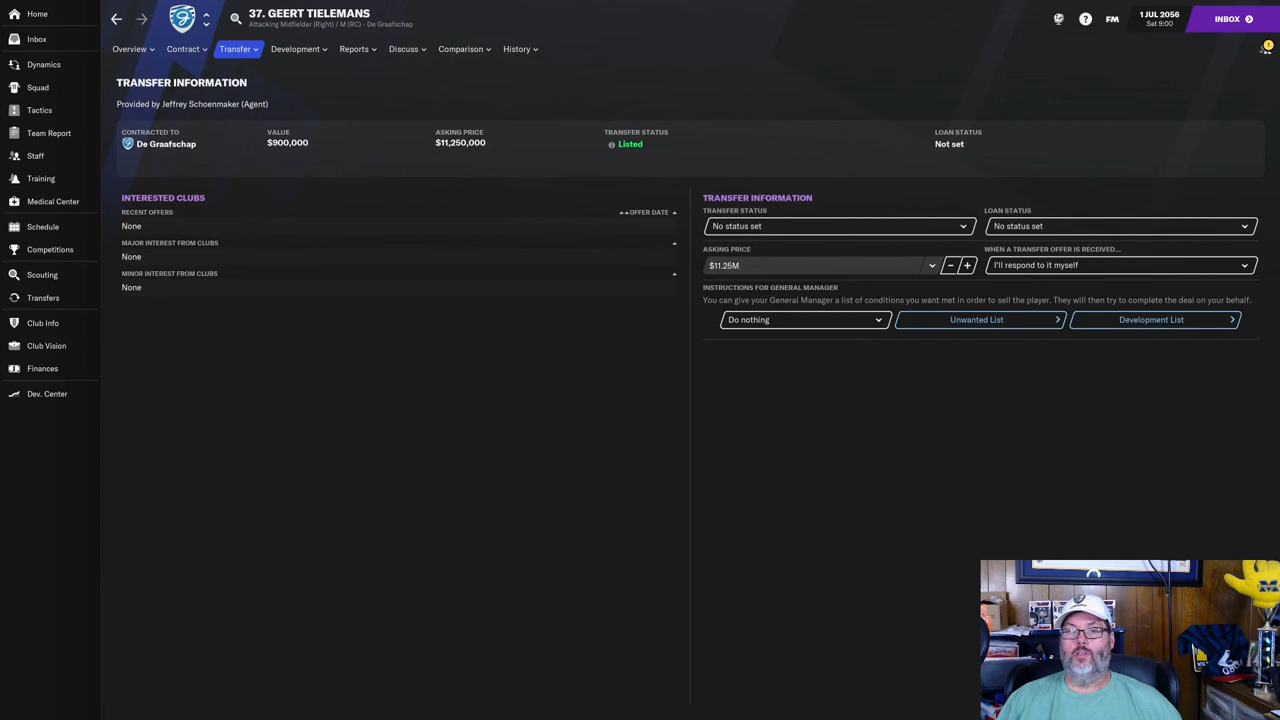 Home
Inbox
Dynamics
Squad
Tactics
Team Report
Staff
Training
Medical Center
Schedule
Competitions
Scouting
Transfers
Club Info
Club Vision
Finances
Dev. Center
37. GEERT TIELEMANS
Attacking Midfielder (Right) / M (RC) - De Graafschap
FM
1 JUL 2056
Sat 9:00
INBOX
1
Overview
Contract
Transfer
Development
Reports
Discuss
Comparison
History
TRANSFER INFORMATION
Provided by Jeffrey Schoenmaker (Agent)
CONTRACTED TO
De Graafschap
VALUE
$900,000
ASKING PRICE
$11,250,000
TRANSFER STATUS
Listed
LOAN STATUS
Not set
INTERESTED CLUBS
RECENT OFFERS
OFFER DATE
None
MAJOR INTEREST FROM CLUBS
None
MINOR INTEREST FROM CLUBS
None
TRANSFER INFORMATION
TRANSFER STATUS
No status set
LOAN STATUS
No status set
ASKING PRICE
$11.25M
WHEN A TRANSFER OFFER IS RECEIVED...
I'll respond to it myself
INSTRUCTIONS FOR GENERAL MANAGER
You can give your General Manager a list of conditions you want met in order to sell the player. They will then try to complete the deal on your behalf.
Do nothing
Unwanted List
Development List
M